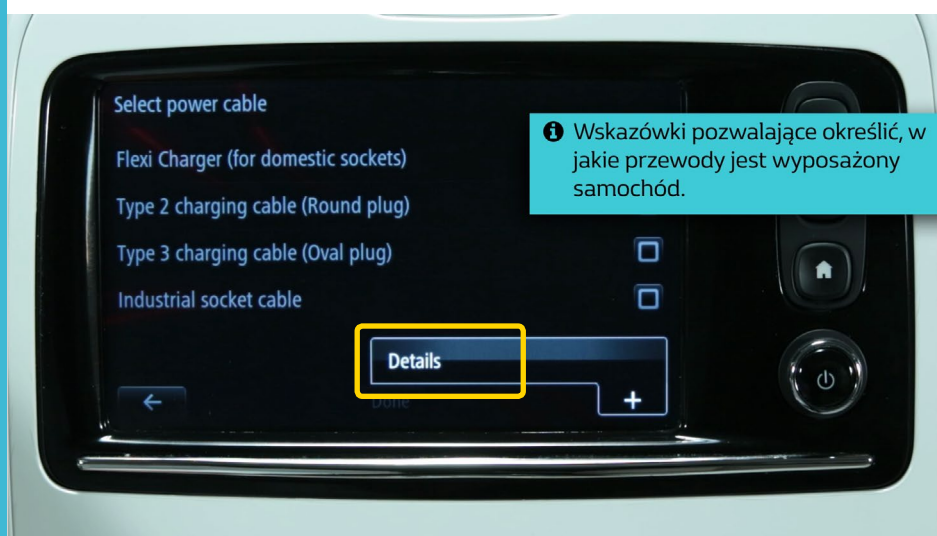 Select power cable
Flexi Charger (for domestic sockets)
Type 2 charging cable (Round plug)
Type 3 charging cable (Oval plug)
Industrial socket cable
Details
Done
Wskazówki pozwalające określić, w
jakie przewody jest wyposażony
samochód.